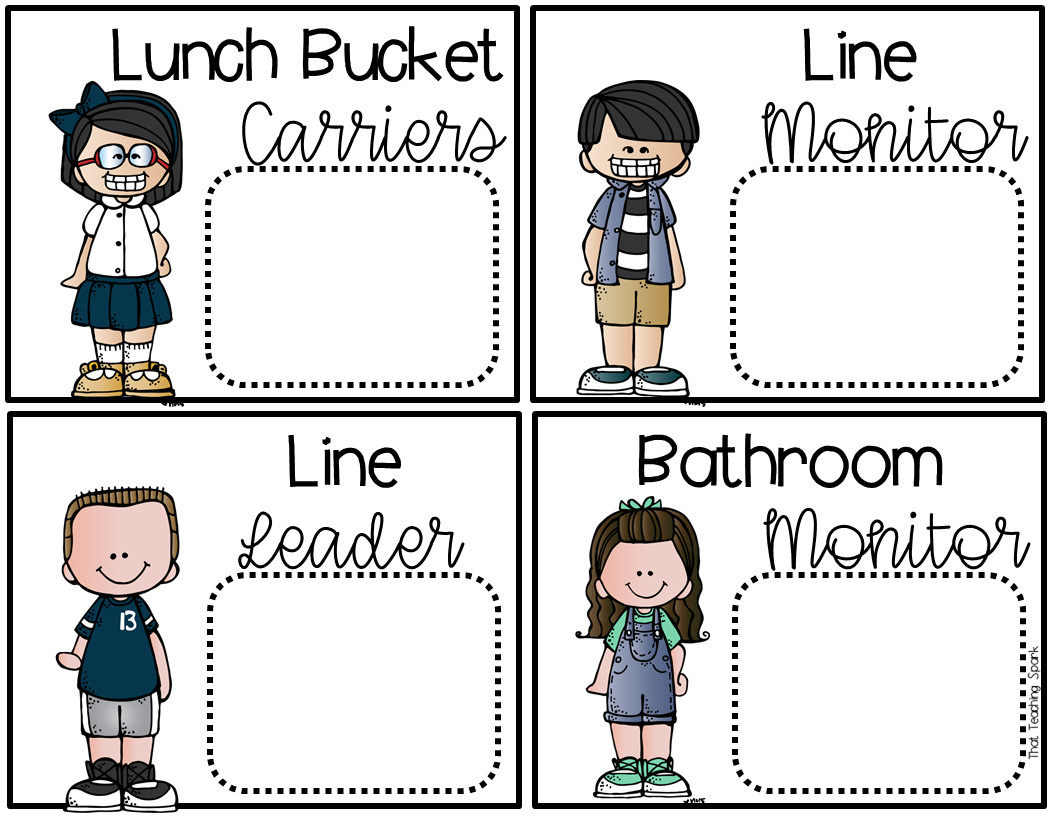 Lunch Bucket
Carriers
Line
Monitor
Line
Leader
13
Bathroom
Monitor
That Teaching Spark